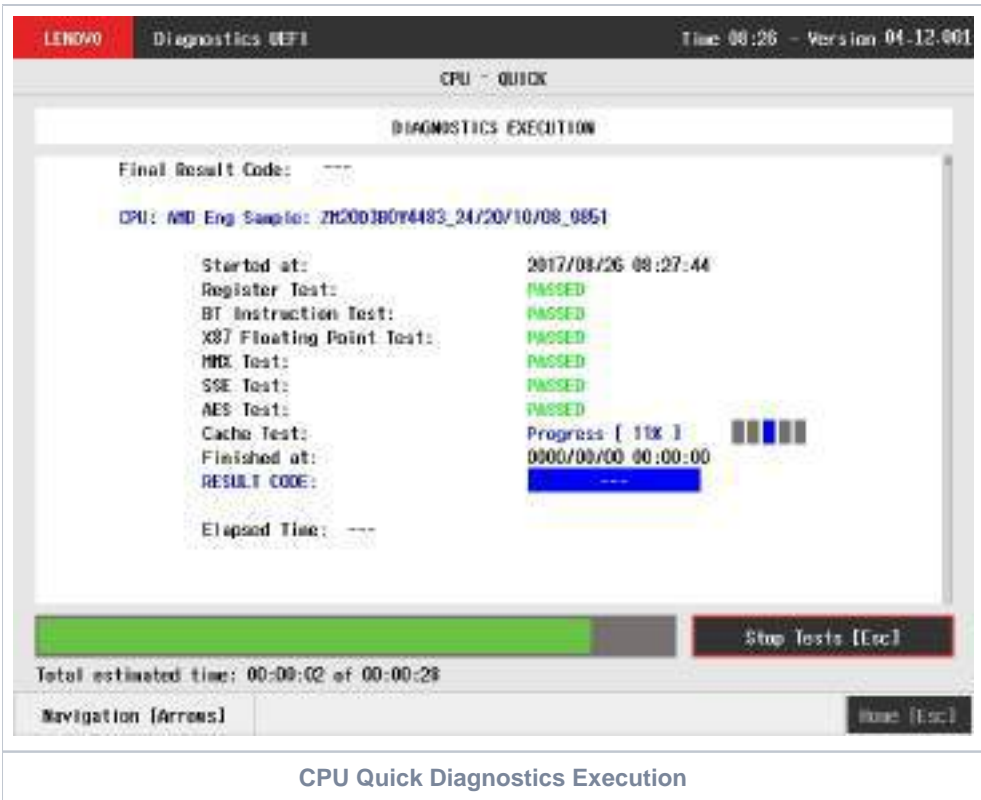 LENOVO Diagnostics UEFI Time 08:26 - Version 04.12.001
CPU - QUICK
DIAGNOSTICS EXECUTION
Final Result Code: ---
CPU: AMD Eng Sample:
Started at: 2017/08/26 08:27:44
Register Test: PASSED
BT Instruction Test: PASSED
X87 Floating Point Test: PASSED
MMX Test: PASSED
SSE Test: PASSED
AES Test: PASSED
Cache Test: Progress [ 11% ]
Finished at: 0000/00/00 00:00:00
RESULT CODE: ---
Elapsed Time: ---
Stop Tests [Esc]
Total estimated time: 00:00:02 of 00:00:28
Navigation [Arrows] Home [Esc]
CPU Quick Diagnostics Execution